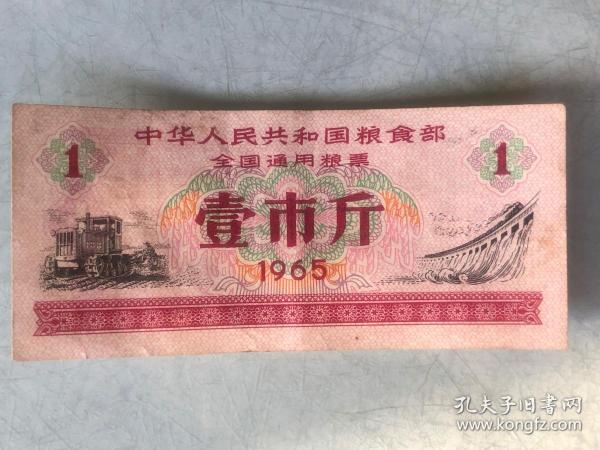 中华人民共和国粮食部
全国通用粮票
1
1
壹市斤
1965
孔夫子旧书网
www.kongfz.com